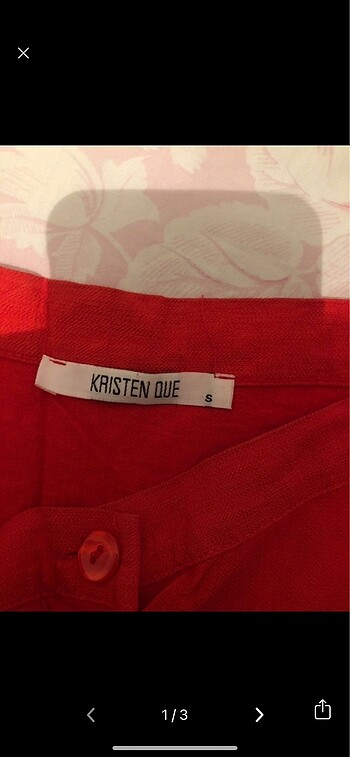 KRISTEN QUE
S
1/3